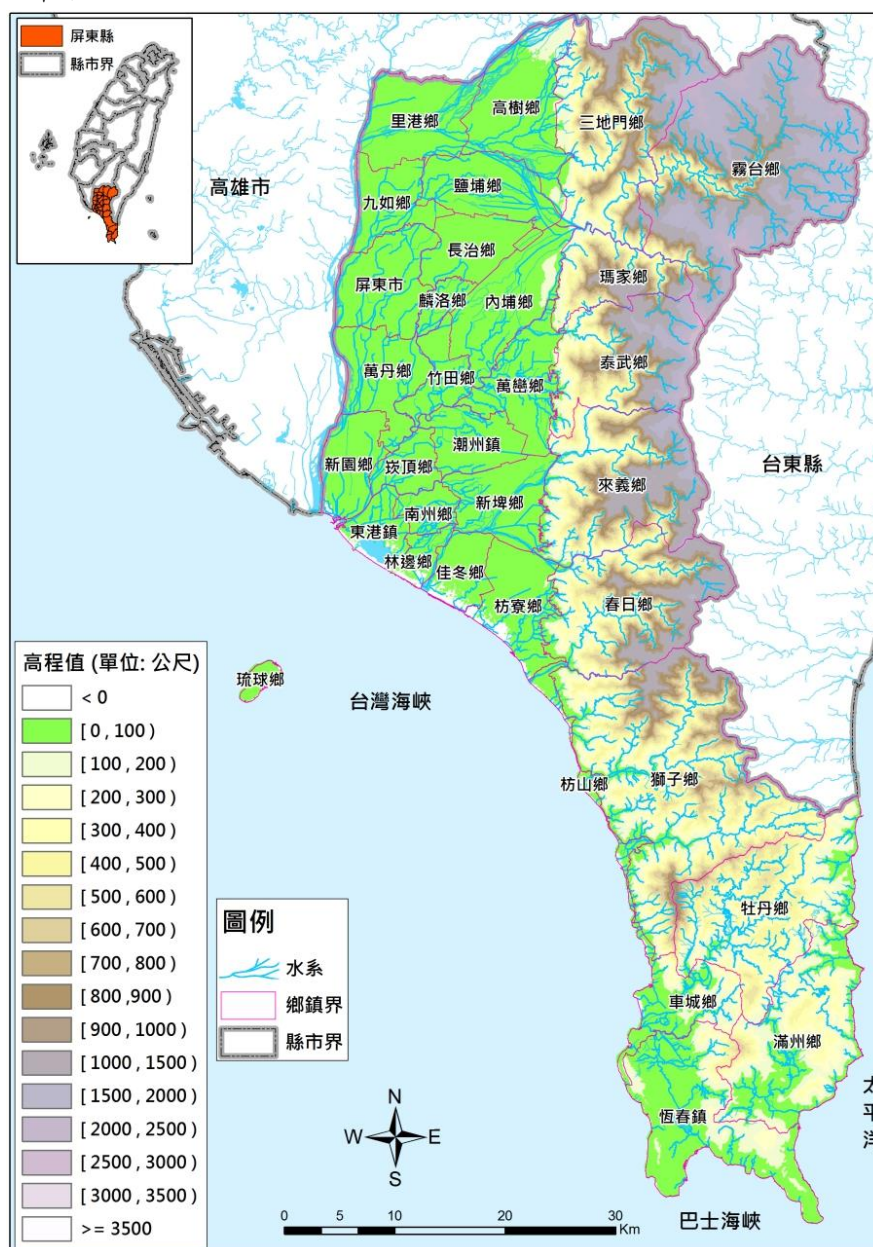 屏東縣
縣市界
高樹鄉
里港鄉
三地門鄉
霧台鄉
高雄市
鹽埔鄉
九如鄉
長治鄉
瑪家鄉
屏東市
麟洛鄉
內埔鄉
泰武鄉
萬丹鄉
竹田鄉
萬巒鄉
潮州鎮
台東縣
新園鄉
崁頂鄉
來義鄉
新埤鄉
南州鄉
東港鎮
林邊鄉
佳冬鄉
枋寮鄉
春日鄉
高程值 (單位: 公尺)
< 0
[ 0 , 100 )
[ 100 , 200 )
[ 200 , 300 )
[ 300 , 400 )
[ 400 , 500 )
[ 500 , 600 )
[ 600 , 700 )
[ 700 , 800 )
[ 800 ,900 )
[ 900 , 1000 )
[ 1000 , 1500 )
[ 1500 , 2000 )
[ 2000 , 2500 )
[ 2500 , 3000 )
[ 3000 , 3500 )
>= 3500
琉球鄉
台灣海峽
枋山鄉
獅子鄉
牡丹鄉
圖例
水系
鄉鎮界
縣市界
車城鄉
滿州鄉
太
平
洋
恆春鎮
N
W
E
S
0
10
20
30
Km
巴士海峽